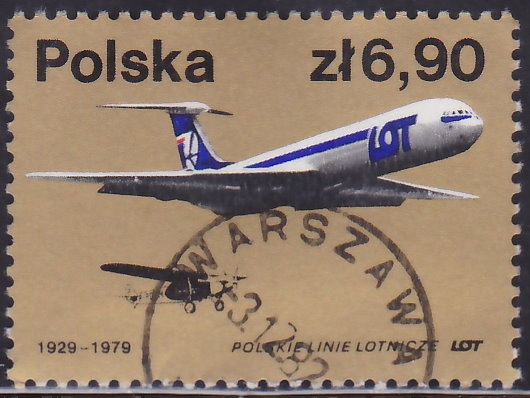 Polska zł6,90
LOT
WARSZAWA
1929-1979 POLSKIE LINIE LOTNICZE LOT